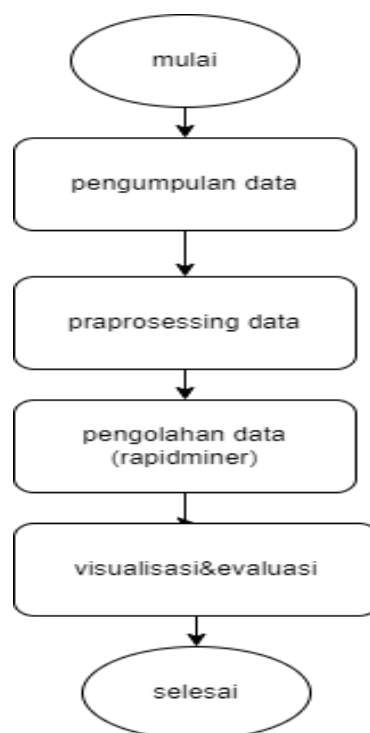 mulai
pengumpulan data
praprosessing data
pengolahan data
(rapidminer)
visualisasi&evaluasi
selesai